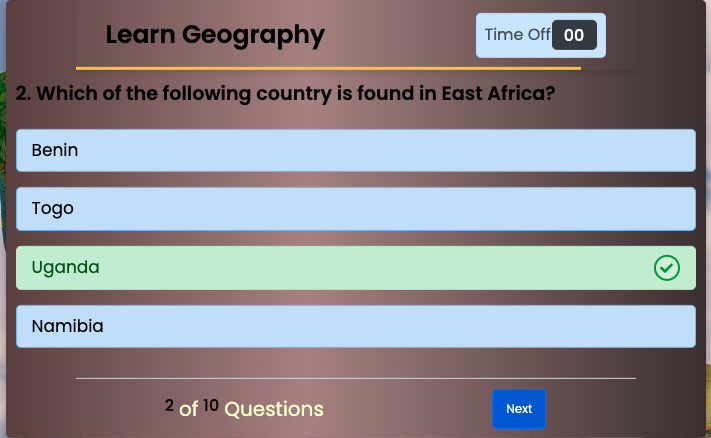 Learn Geography
Time Off 00
2. Which of the following country is found in East Africa?
Benin
Togo
Uganda
Namibia
2 of 10 Questions
Next